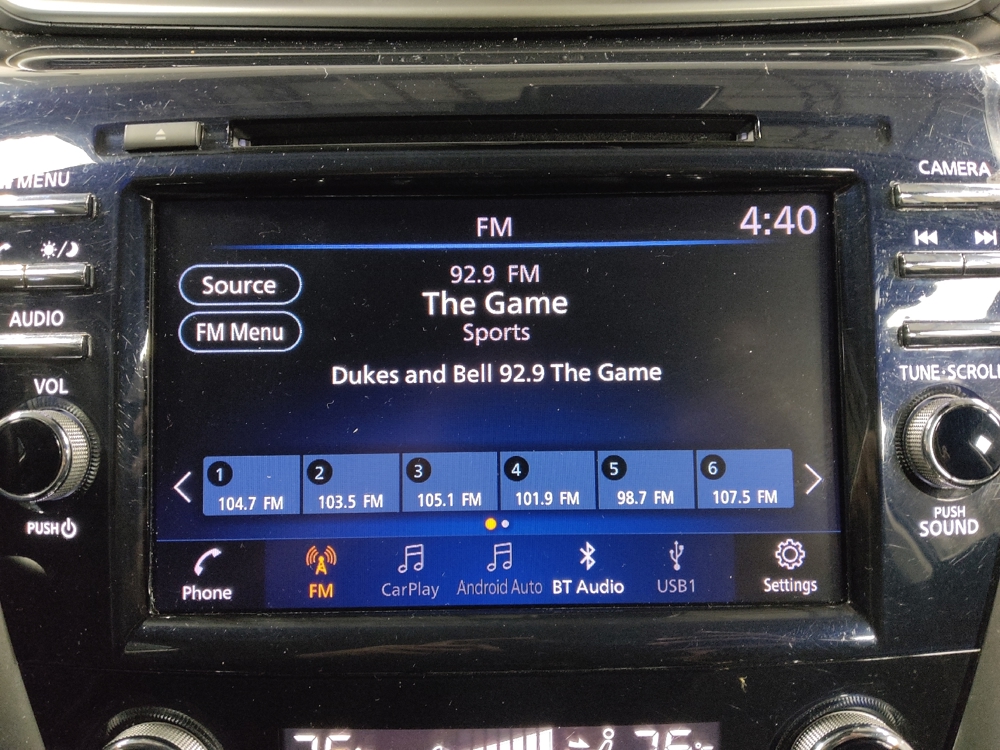 MENU
CAMERA
FM
4:40
Source
92.9 FM
The Game
FM Menu
Sports
AUDIO
Dukes and Bell 92.9 The Game
VOL
TUNE·SCROLL
1
2
3
4
5
6
104.7 FM
103.5 FM
105.1 FM
101.9 FM
98.7 FM
107.5 FM
PUSH
PUSH
SOUND
Phone
FM
CarPlay
Android Auto
BT Audio
USB1
Settings